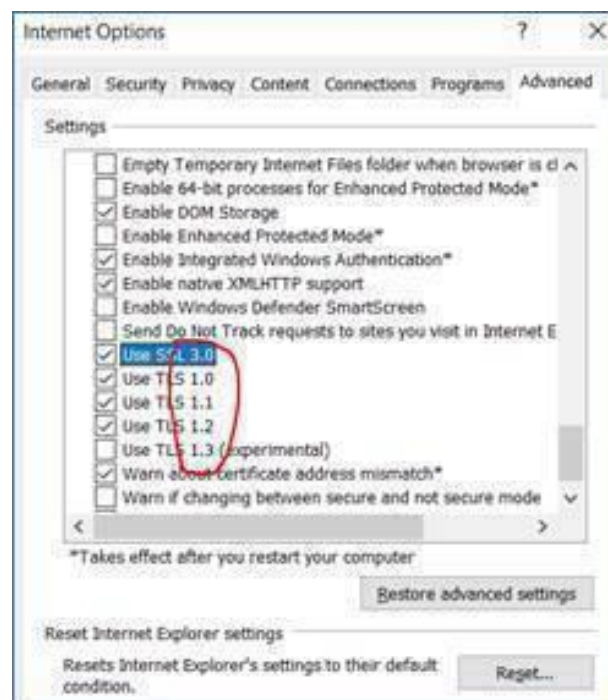 Internet Options
General Security Privacy Content Connections Programs Advanced
Settings
Empty Temporary Internet Files folder when browser is cl
Enable 64-bit processes for Enhanced Protected Mode*
Enable DOM Storage
Enable Enhanced Protected Mode*
Enable Integrated Windows Authentication*
Enable native XMLHTTP support
Enable Windows Defender SmartScreen
Send Do Not Track requests to sites you visit in Internet E
Use SSL 3.0
Use TLS 1.0
Use TLS 1.1
Use TLS 1.2
Use TLS 1.3 (experimental)
Warn about certificate address mismatch*
Warn if changing between secure and not secure mode
*Takes effect after you restart your computer
Restore advanced settings
Reset Internet Explorer settings
Resets Internet Explorer's settings to their default
condition.
Reset...